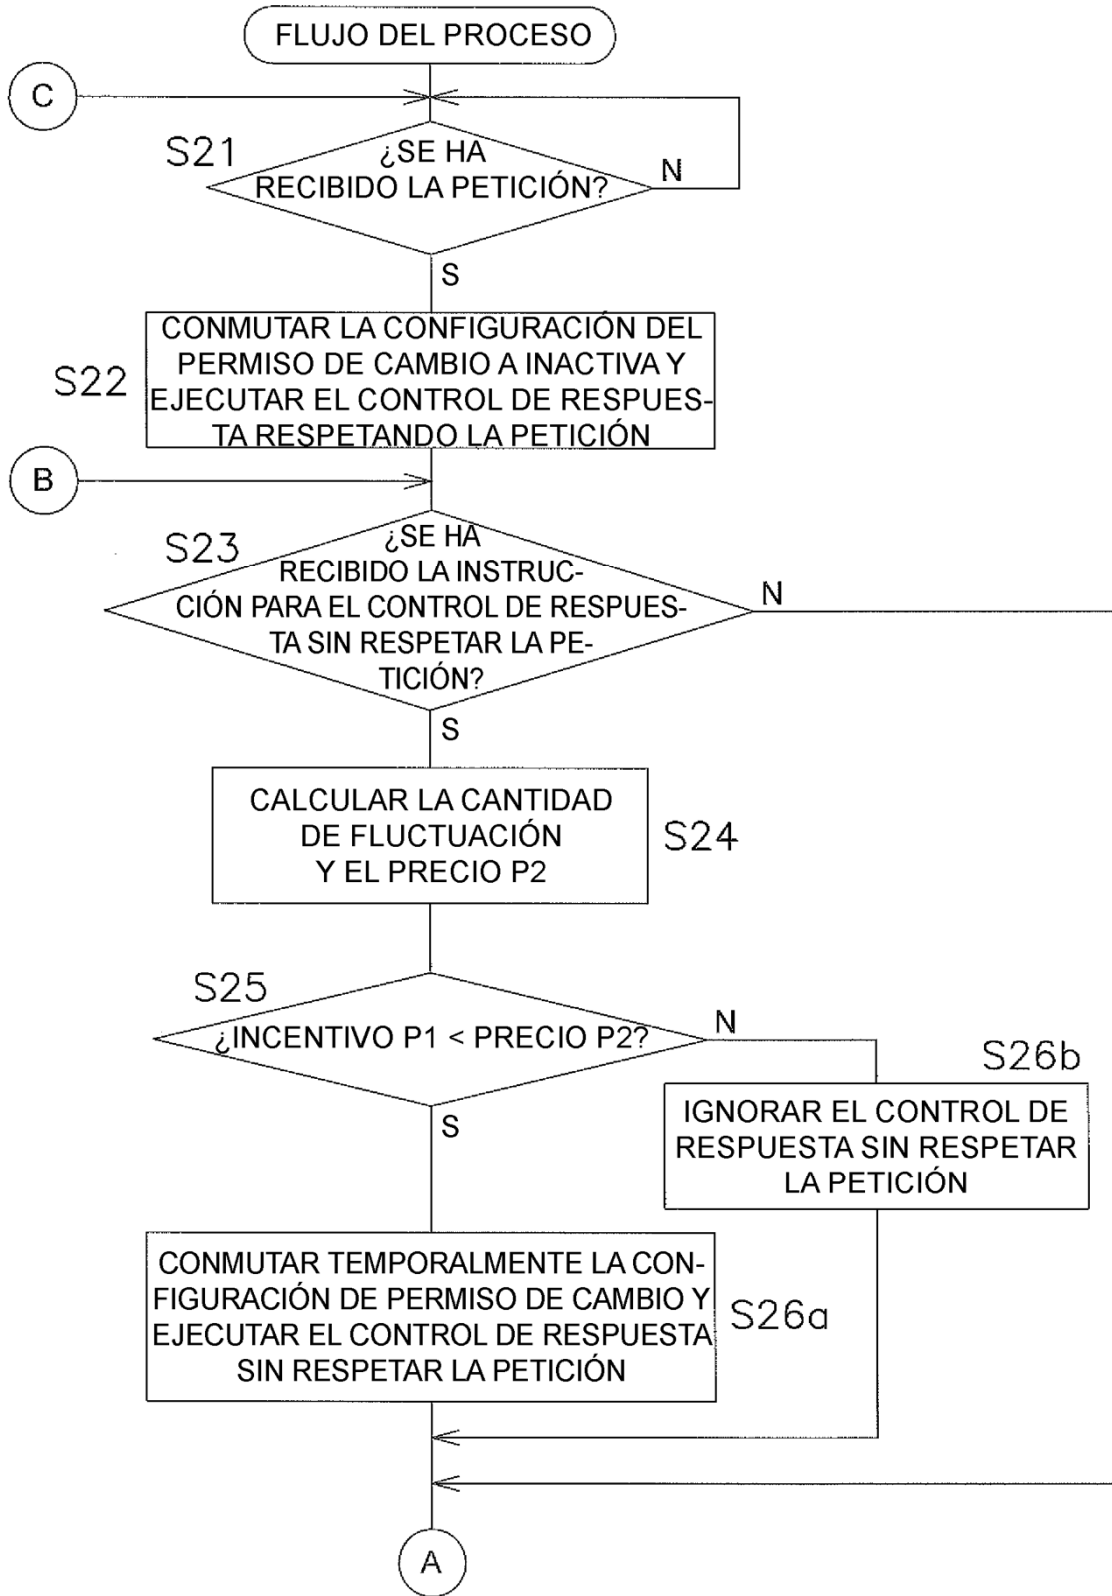 FLUJO DEL PROCESO
C
S21
¿SE HA
RECIBIDO LA PETICIÓN?
N
S
S22
CONMUTAR LA CONFIGURACIÓN DEL
PERMISO DE CAMBIO A INACTIVA Y
EJECUTAR EL CONTROL DE RESPUES-
TA RESPETANDO LA PETICIÓN
B
S23
¿SE HA
RECIBIDO LA INSTRUC-
CIÓN PARA EL CONTROL DE RESPUES-
TA SIN RESPETAR LA PE-
TICIÓN?
N
S
CALCULAR LA CANTIDAD
DE FLUCTUACIÓN
Y EL PRECIO P2
S24
S25
¿INCENTIVO P1 < PRECIO P2?
N
S
S26b
IGNORAR EL CONTROL DE
RESPUESTA SIN RESPETAR
LA PETICIÓN
CONMUTAR TEMPORALMENTE LA CON-
FIGURACIÓN DE PERMISO DE CAMBIO Y
EJECUTAR EL CONTROL DE RESPUESTA
SIN RESPETAR LA PETICIÓN
S26a
A